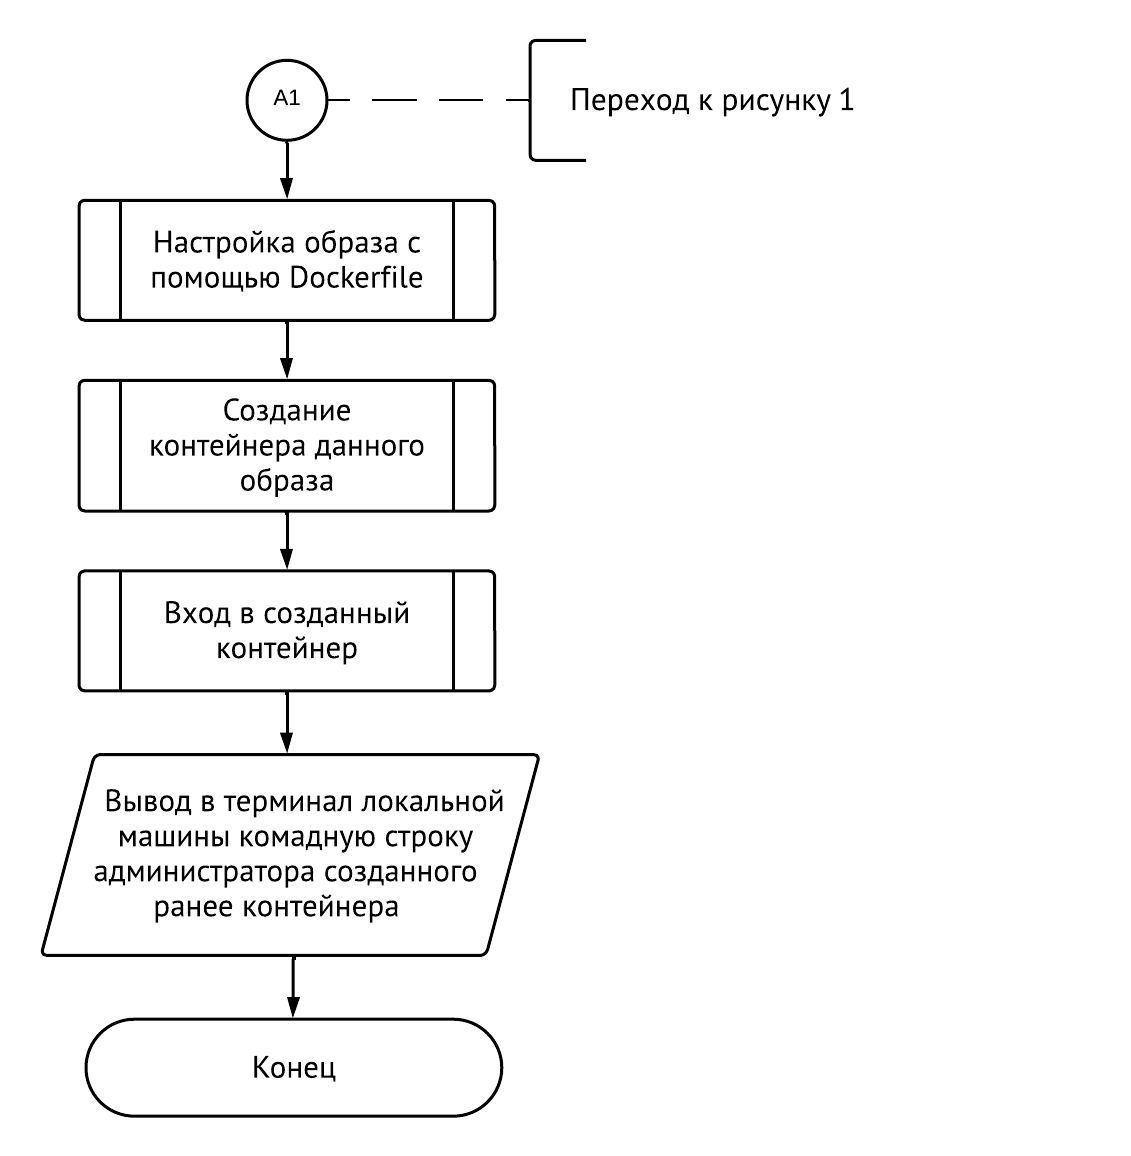 A1
Переход к рисунку 1
Настройка образа с
помощью Dockerfile
Создание
контейнера данного
образа
Вход в созданный
контейнер
Вывод в терминал локальной
машины комадную строку
администратора созданного
ранее контейнера
Конец